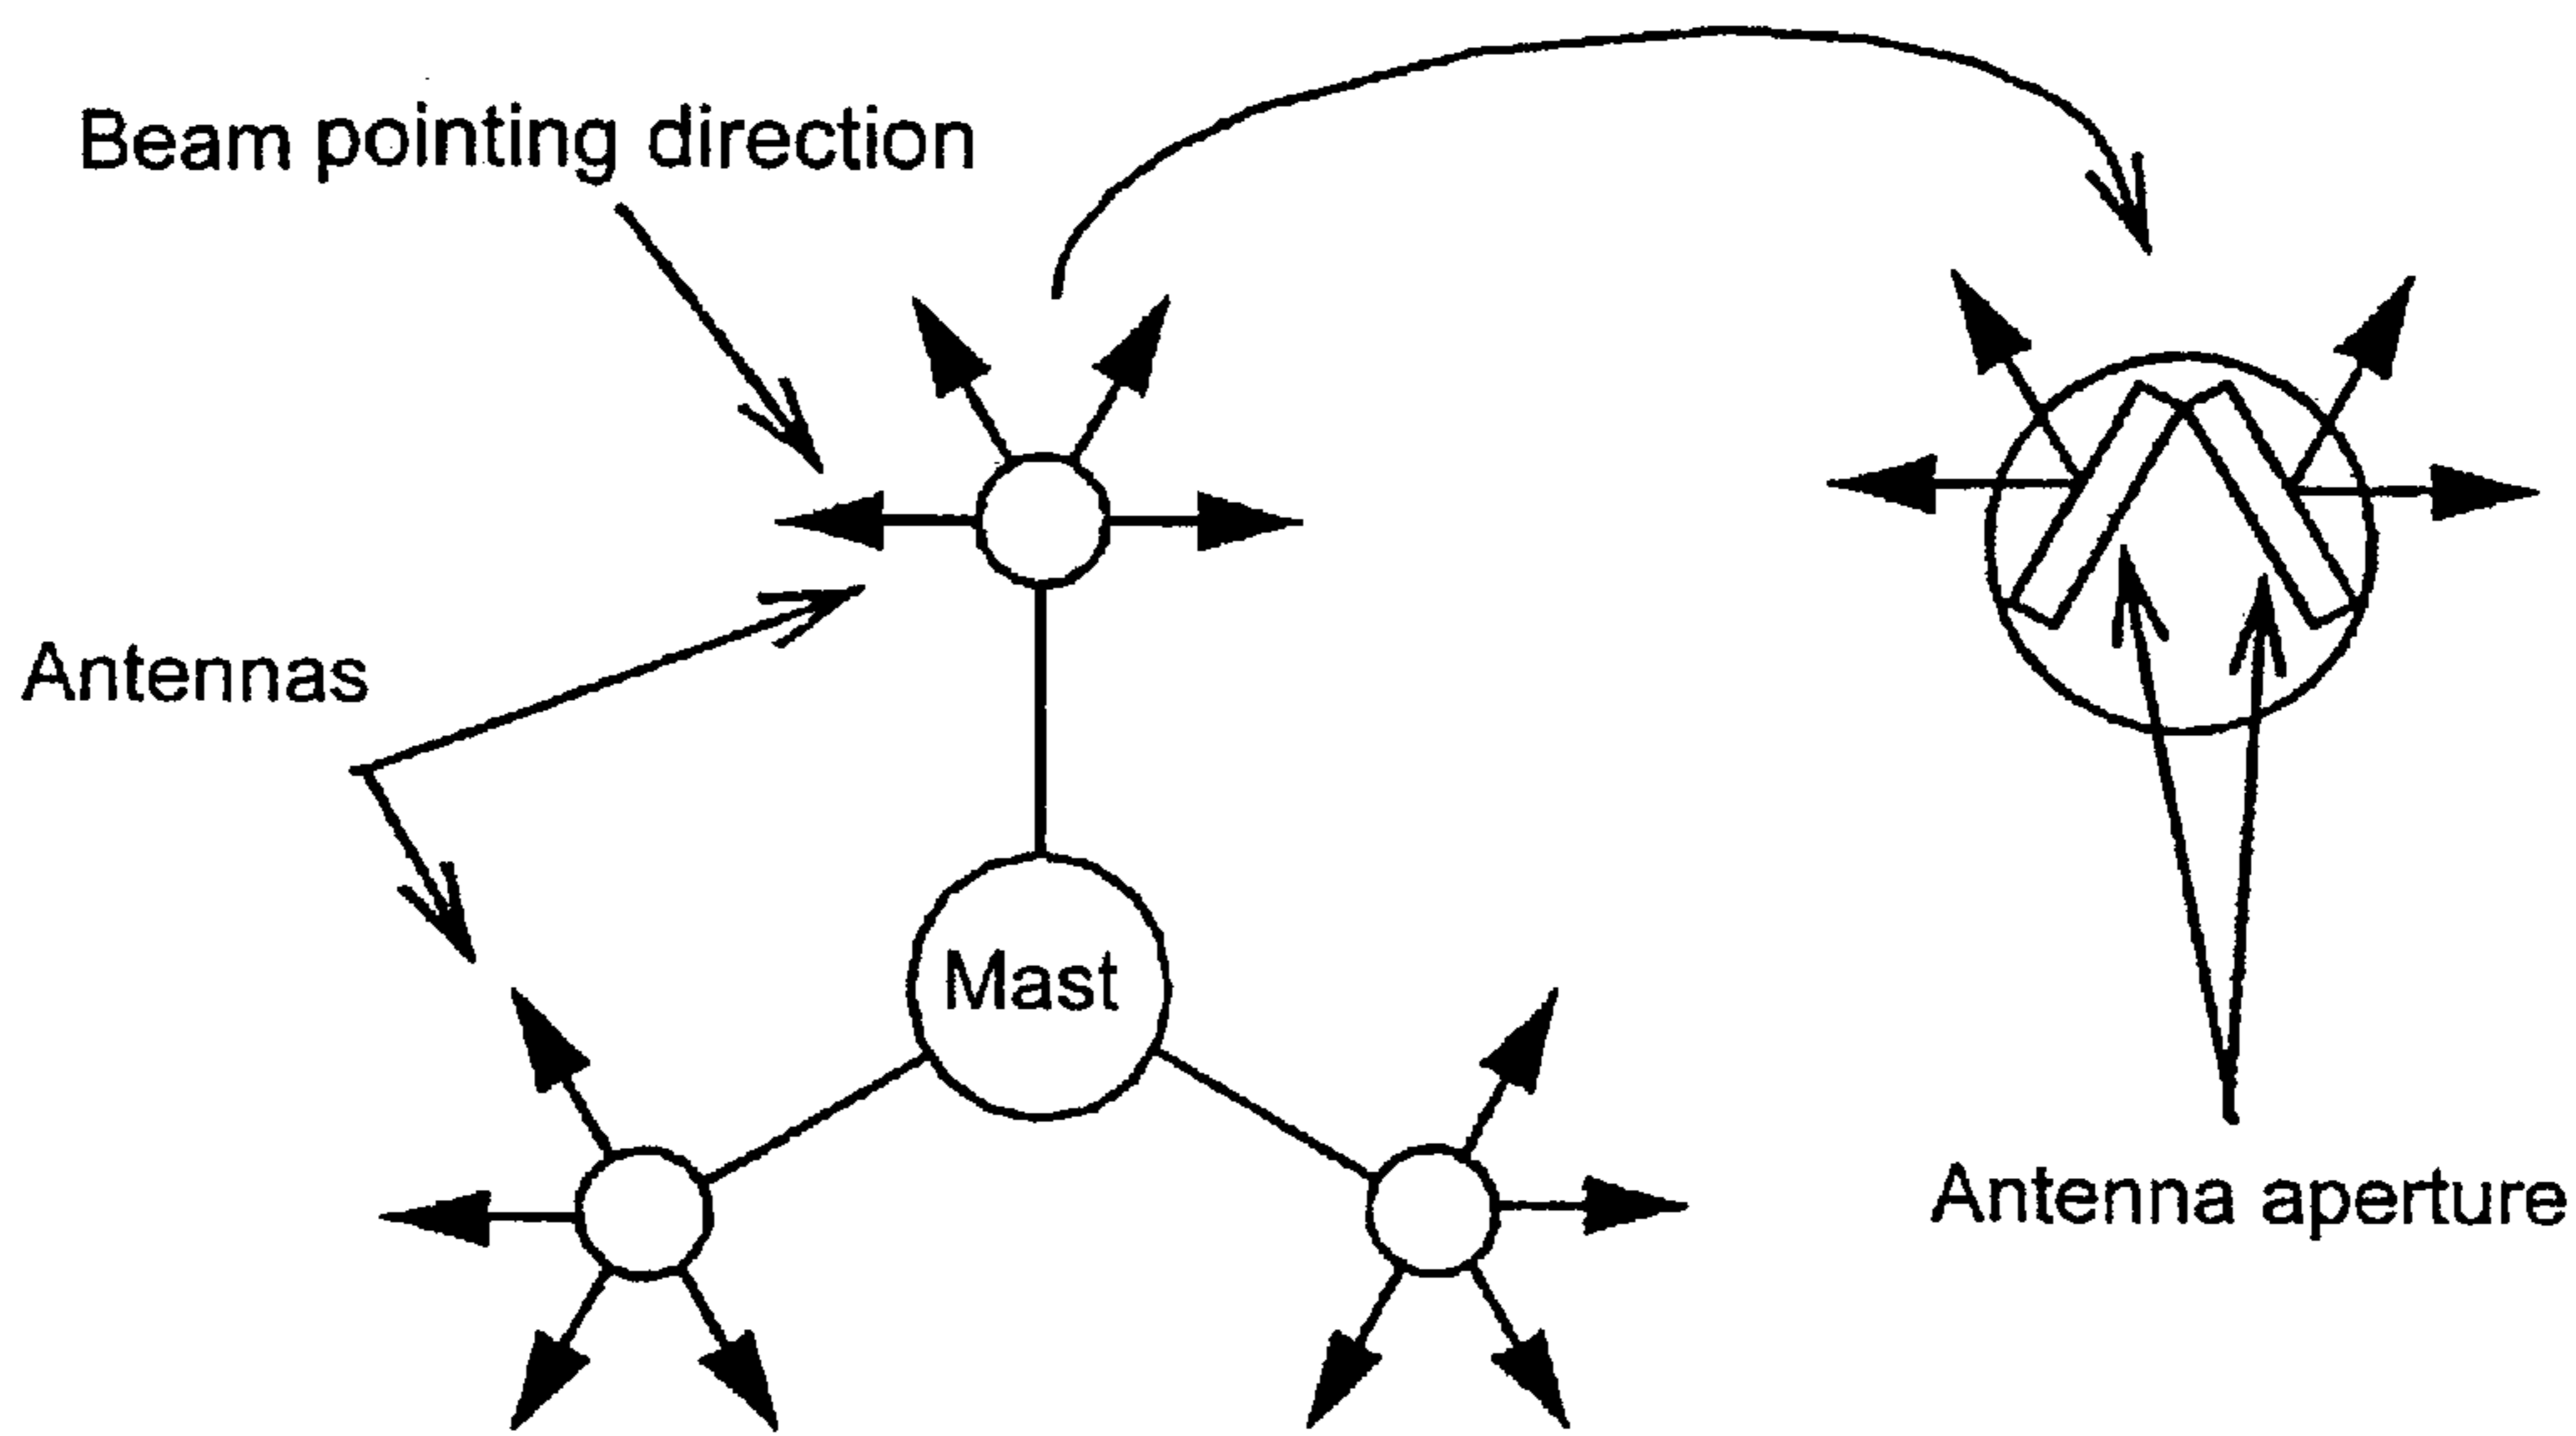 Beam pointing direction
Antennas
Mast
Antenna aperture